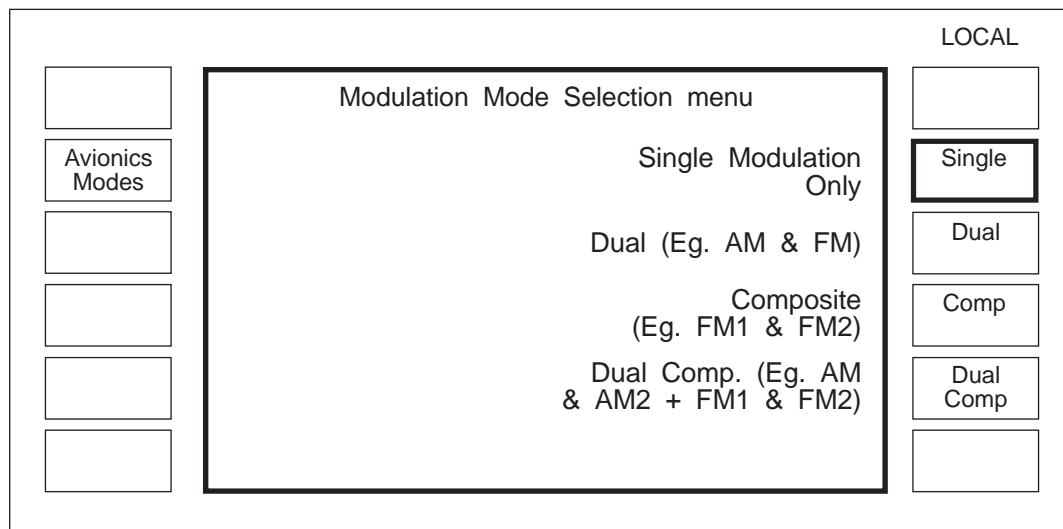 LOCAL
Modulation Mode Selection menu
Avionics
Modes
Single Modulation
Only
Single
Dual (Eg. AM & FM)
Dual
Composite
(Eg. FM1 & FM2)
Comp
Dual Comp. (Eg. AM
& AM2 + FM1 & FM2)
Dual
Comp